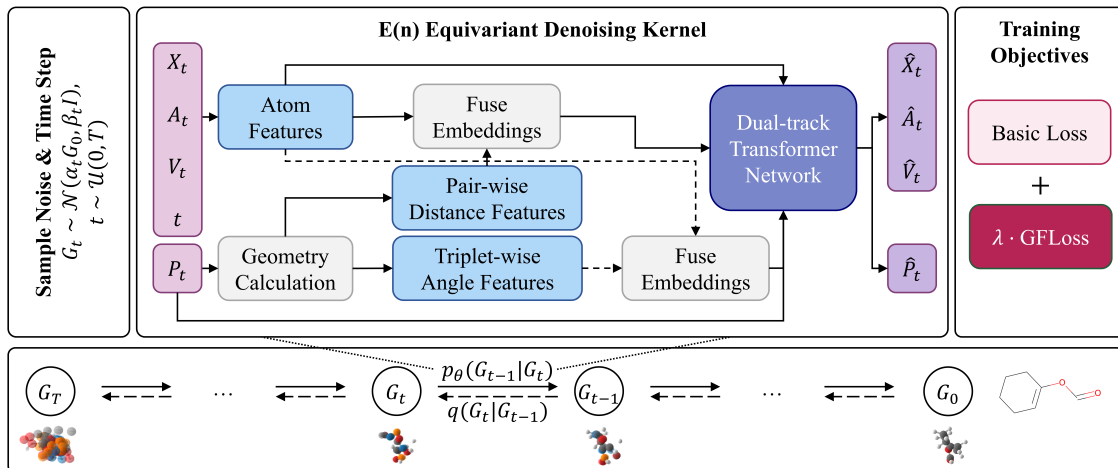 Sample Noise & Time Step
G_t ~ 𝒩(α_t G_0, β_t I),
t ~ 𝒰(0, T)
E(n) Equivariant Denoising Kernel
X_t
A_t
V_t
t
P_t
Atom
Features
Fuse
Embeddings
Pair-wise
Distance Features
Geometry
Calculation
Triplet-wise
Angle Features
Fuse
Embeddings
Dual-track
Transformer
Network
X̂_t
Â_t
V̂_t
P̂_t
Training
Objectives
Basic Loss
+
λ · GFLoss
G_T
...
G_t
p_θ(G_{t-1}|G_t)
q(G_t|G_{t-1})
G_{t-1}
...
G_0
O
O